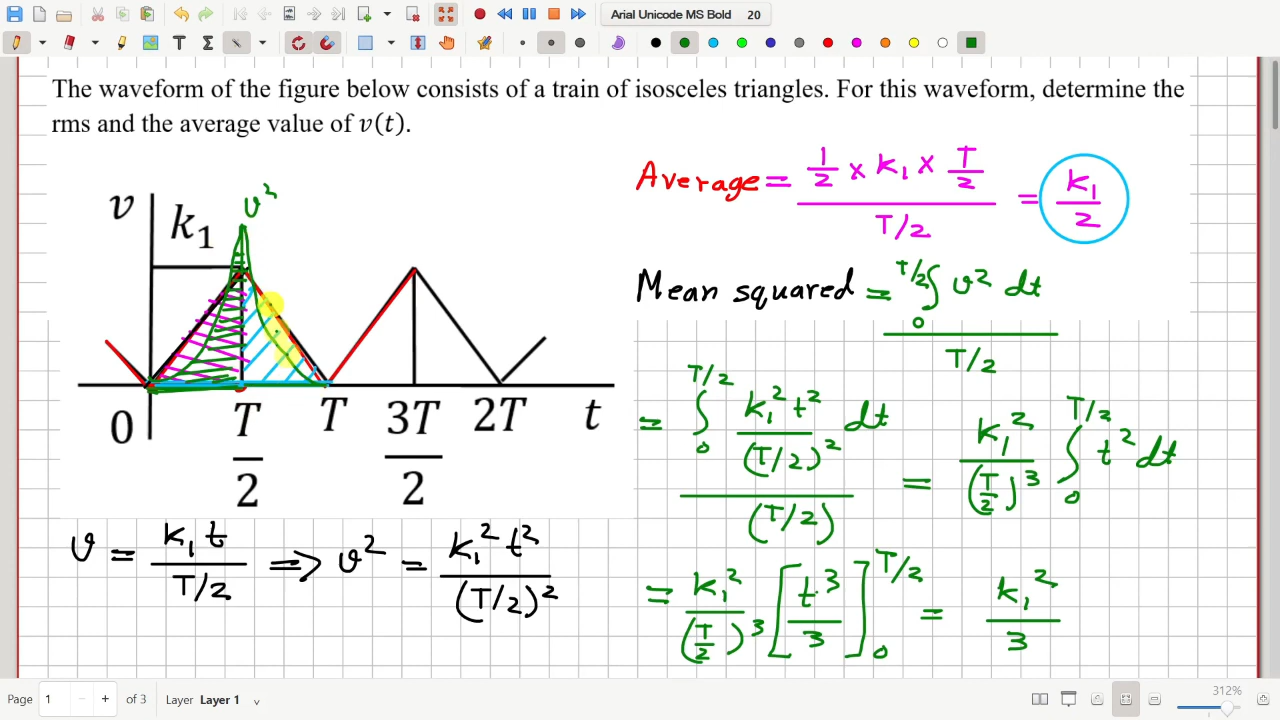 Arial Unicode MS Bold 20
The waveform of the figure below consists of a train of isosceles triangles. For this waveform, determine the
rms and the average value of v(t).
Average = (1/2 × k₁ × T/2) / (T/2) = k₁/2
v
k₁
v²
Mean squared = ∫₀^{T/2} v² dt / (T/2)
= ∫₀^{T/2} k₁² t² / (T/2)² dt / (T/2) = k₁² / (T/2)³ ∫₀^{T/2} t² dt
0 T/2 T 3T/2 2T t
v = k₁ t / (T/2) ⇒ v² = k₁² t² / (T/2)²
= k₁² / (T/2)³ [t³/3]₀^{T/2} = k₁²/3
Page 1 of 3 Layer Layer 1 312%